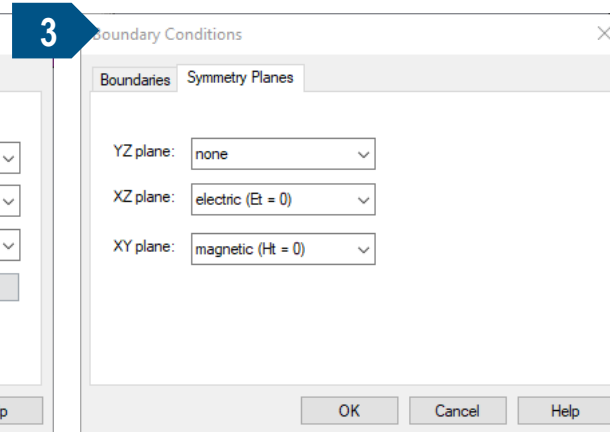 3
oundary Conditions
Boundaries Symmetry Planes
YZ plane: none
XZ plane: electric (Et = 0)
XY plane: magnetic (Ht = 0)
p OK Cancel Help